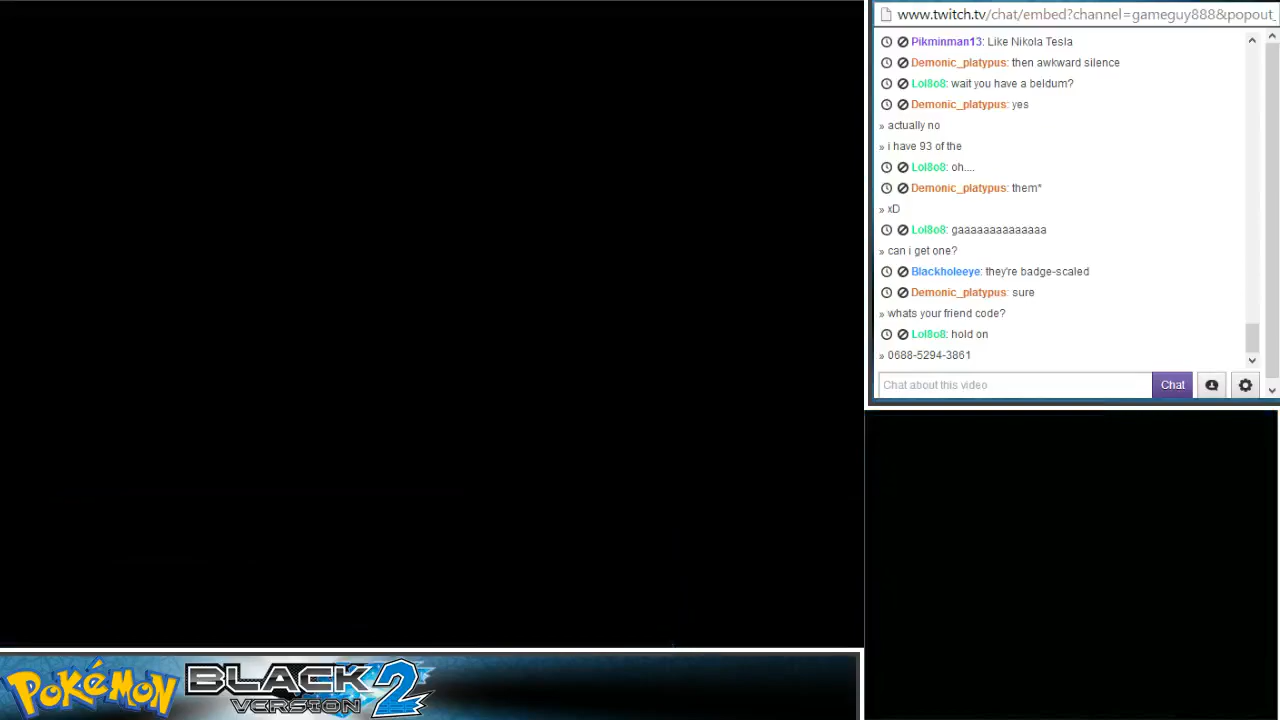 www.twitch.tv/chat/embed?channel=gameguy888&popout_
Pikminman13: Like Nikola Tesla
Demonic_platypus: then awkward silence
Lol8o8: wait you have a beldum?
Demonic_platypus: yes
» actually no
» i have 93 of the
Lol8o8: oh....
Demonic_platypus: them*
» xD
Lol8o8: gaaaaaaaaaaaaaa
» can i get one?
Blackholeeye: they're badge-scaled
Demonic_platypus: sure
» whats your friend code?
Lol8o8: hold on
» 0688-5294-3861
Chat about this video
Chat
POKéMON
BLACK
VERSION 2